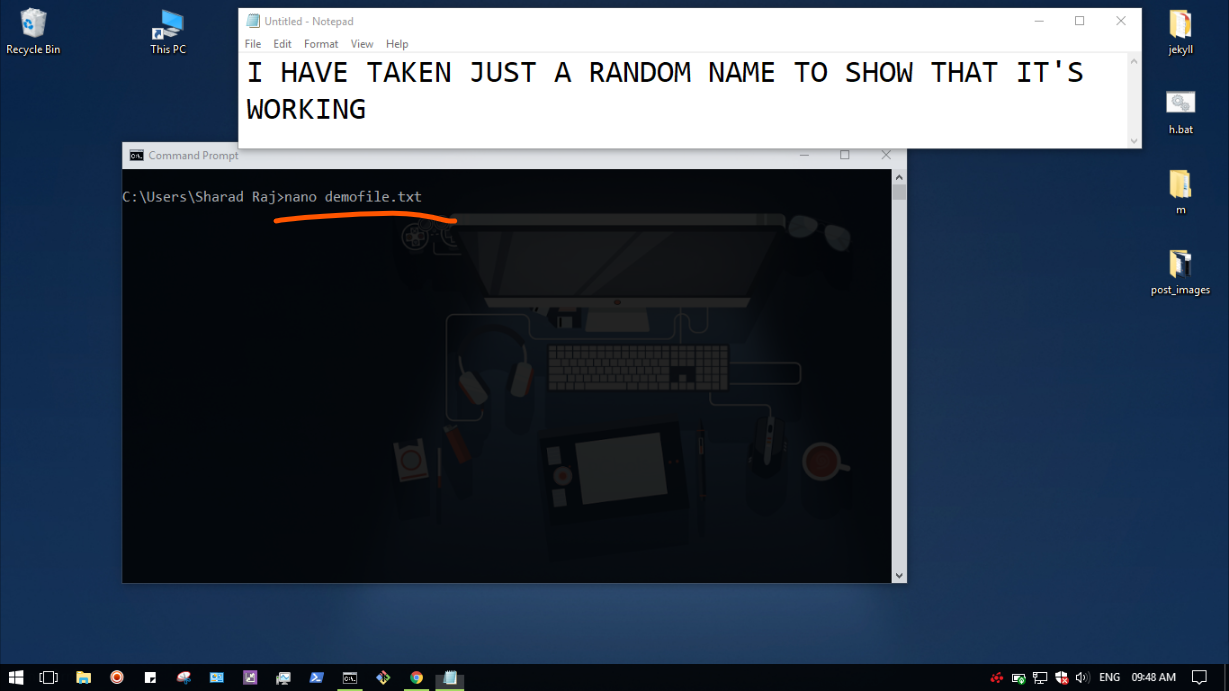 Recycle Bin
This PC
Untitled - Notepad
File Edit Format View Help
I HAVE TAKEN JUST A RANDOM NAME TO SHOW THAT IT'S
WORKING
jekyll
h.bat
m
post_images
Command Prompt
C:\Users\Sharad Raj>nano demofile.txt
ENG 09:48 AM